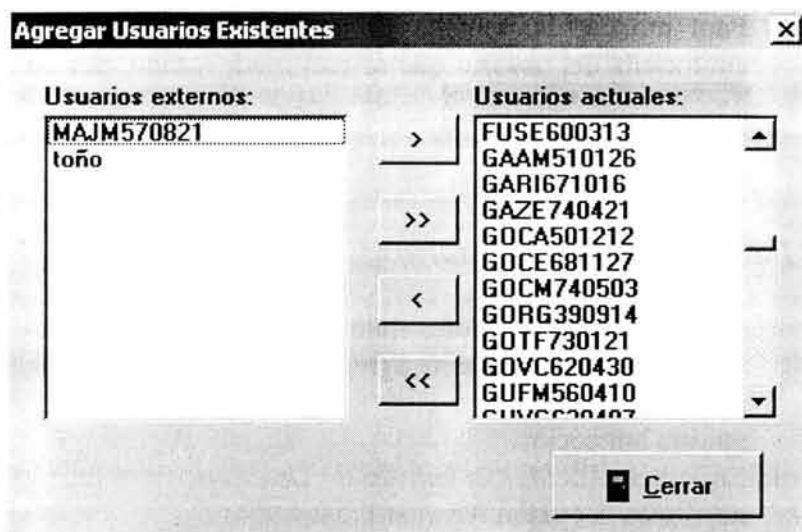 Agregar Usuarios Existentes
Usuarios externos:
MAJM570821
toño
>
>>
<
<<
Usuarios actuales:
FUSE600313
GAAM510126
GARI671016
GAZE740421
GOCA501212
GOCE681127
GOCM740503
GORG390914
GOTF730121
GOVC620430
GUFM560410
Cerrar